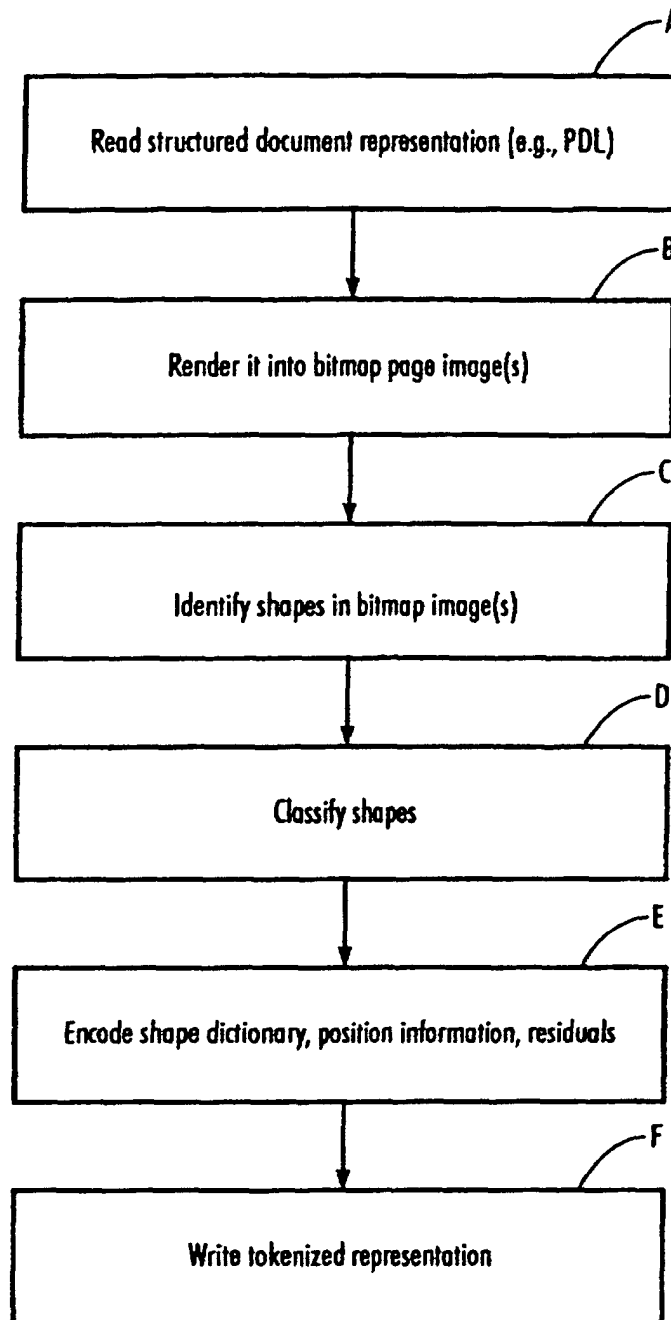 A
Read structured document representation (e.g., PDL)
B
Render it into bitmap page image(s)
C
Identify shapes in bitmap image(s)
D
Classify shapes
E
Encode shape dictionary, position information, residuals
F
Write tokenized representation